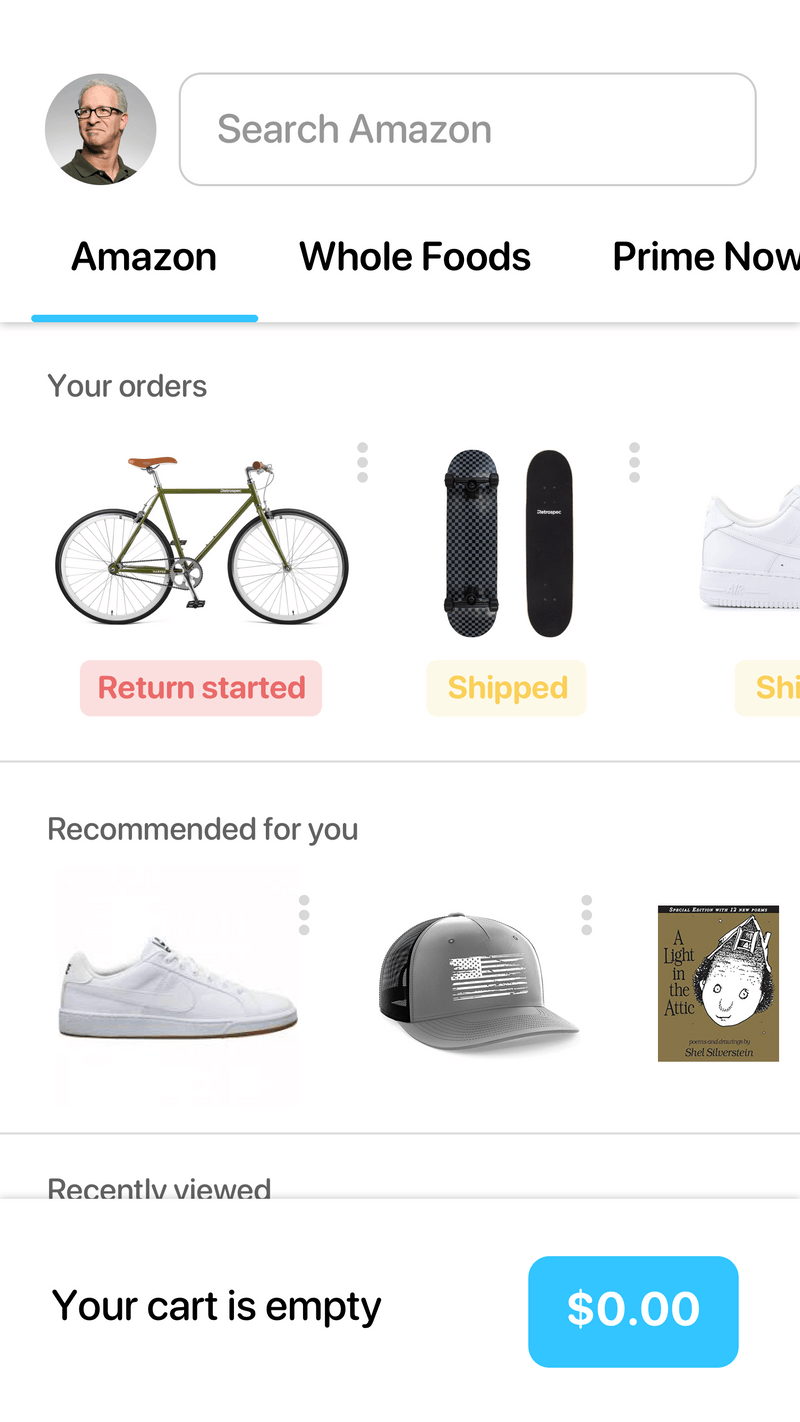 Search Amazon
Amazon
Whole Foods
Prime Now
Your orders
Retrospec
Retrospec
Return started
Shipped
Shi
Recommended for you
Special Edition with 12 new poems
A
Light
in
the
Attic
poems and drawings by
Shel Silverstein
Recently viewed
Your cart is empty
$0.00